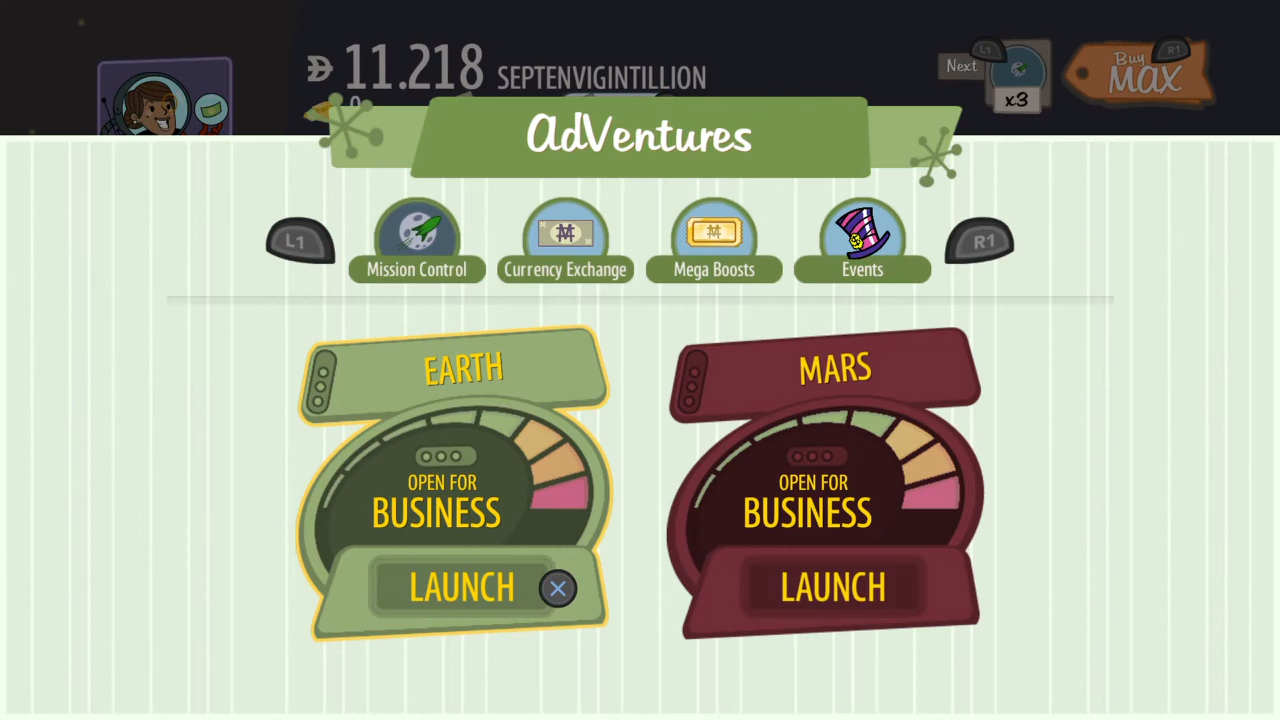 11.218 SEPTENVIGINTILLION
0
Next
L1
x3
Buy
R1
MAX
AdVentures
L1
Mission Control
Currency Exchange
Mega Boosts
Events
R1
EARTH
OPEN FOR
BUSINESS
LAUNCH
MARS
OPEN FOR
BUSINESS
LAUNCH